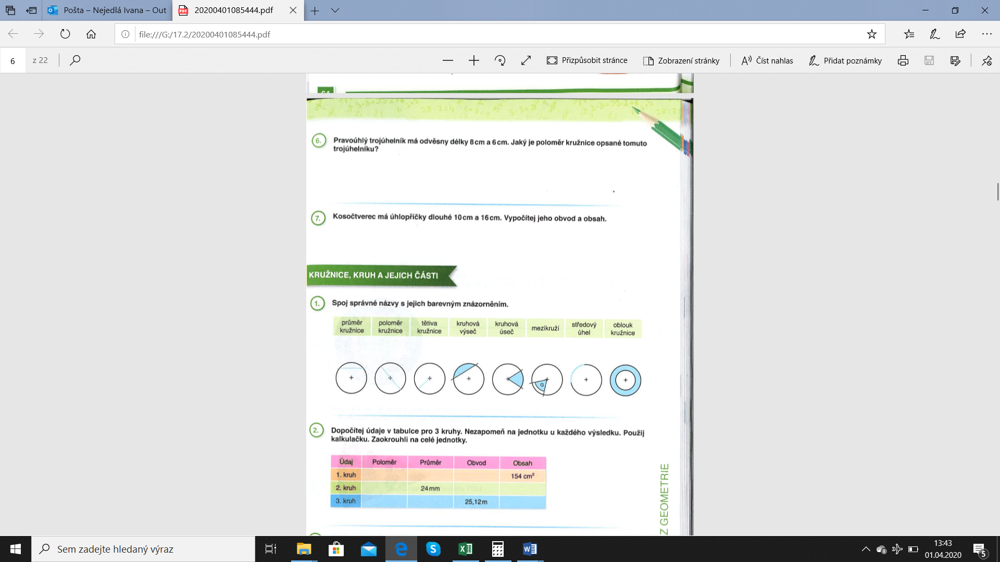 Pošta – Nejedlá Ivana – Out
20200401085444.pdf
file:///G:/17.2/20200401085444.pdf
6 z 22
Přizpůsobit stránce
Zobrazení stránky
Číst nahlas
Přidat poznámky
6. Pravoúhlý trojúhelník má odvěsny délky 8 cm a 6 cm. Jaký je poloměr kružnice opsané tomuto
trojúhelníku?
7. Kosočtverec má úhlopříčky dlouhé 10 cm a 16 cm. Vypočítej jeho obvod a obsah.
KRUŽNICE, KRUH A JEJICH ČÁSTI
1. Spoj správné názvy s jejich barevným znázorněním.
průměr kružnice
poloměr kružnice
tětiva kružnice
kruhová výseč
kruhová úseč
mezikruží
středový úhel
oblouk kružnice
α
2. Dopočítej údaje v tabulce pro 3 kruhy. Nezapomeň na jednotku u každého výsledku. Použij
kalkulačku. Zaokrouhli na celé jednotky.
Údaj Poloměr Průměr Obvod Obsah
1. kruh 154 cm²
2. kruh 24 mm
3. kruh 25,12 m
Z GEOMETRIE
Sem zadejte hledaný výraz
13:43
01.04.2020
5